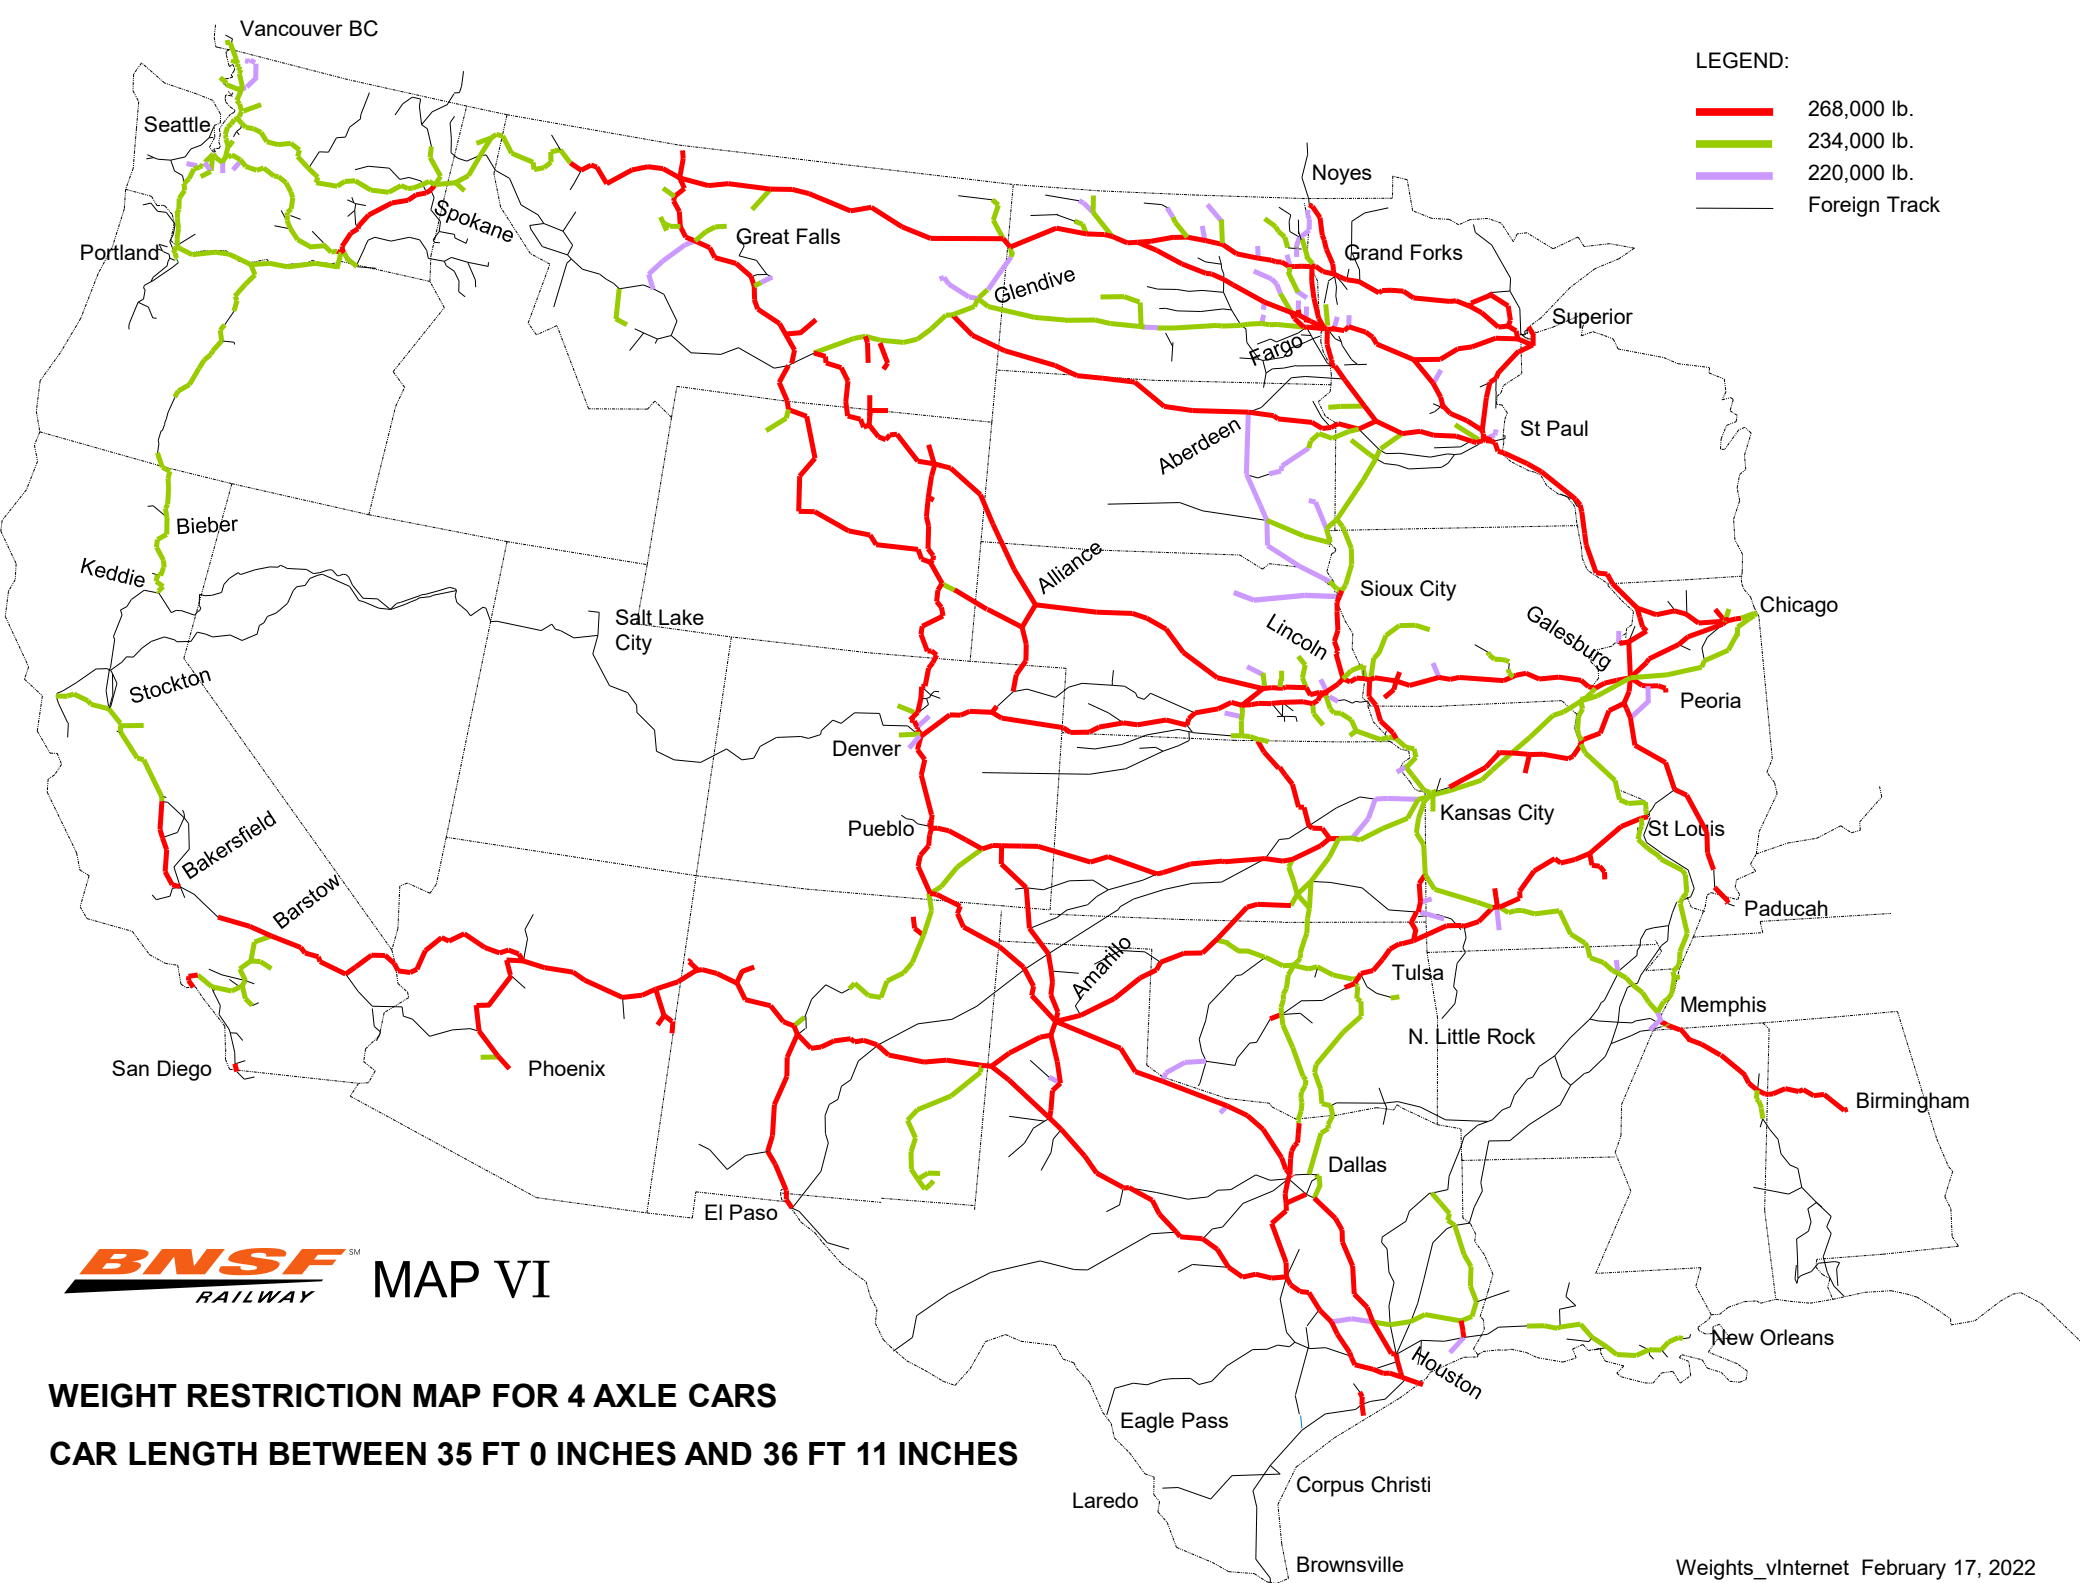 Vancouver BC
LEGEND:
268,000 lb.
234,000 lb.
220,000 lb.
Foreign Track
Seattle
Noyes
Spokane
Portland
Great Falls
Grand Forks
Glendive
Superior
Fargo
St Paul
Aberdeen
Bieber
Keddie
Alliance
Sioux City
Salt Lake
City
Lincoln
Galesburg
Chicago
Stockton
Peoria
Denver
Kansas City
Pueblo
St Louis
Bakersfield
Barstow
Paducah
Amarillo
Tulsa
Memphis
N. Little Rock
San Diego
Phoenix
Birmingham
Dallas
El Paso
BNSF SM
RAILWAY
MAP VI
New Orleans
Houston
WEIGHT RESTRICTION MAP FOR 4 AXLE CARS
Eagle Pass
CAR LENGTH BETWEEN 35 FT 0 INCHES AND 36 FT 11 INCHES
Corpus Christi
Laredo
Brownsville
Weights_vInternet February 17, 2022